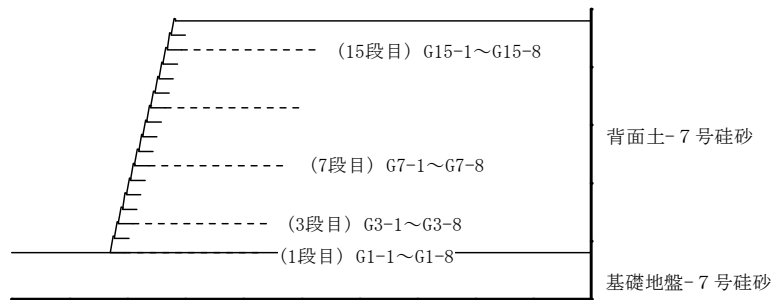 (15段目) G15-1～G15-8
背面土-７号硅砂
(7段目) G7-1～G7-8
(3段目) G3-1～G3-8
(1段目) G1-1～G1-8
基礎地盤-７号硅砂